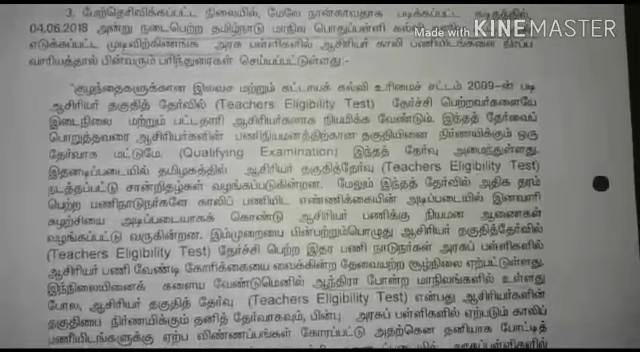 Made with KINEMASTER
3. மேற்தெரிவிக்கப்பட்ட நிலையில், மேலே நான்காவதாக படிக்கப்பட்ட கடிதத்தில்
04.06.2018 அன்று நடைபெற்ற தமிழ்நாடு மாநில பொதுப்பள்ளி கல்வி
எடுக்கப்பட்ட முடிவிற்கிணங்க அரசு பள்ளிகளில் ஆசிரியர் காலி பணியிடங்களை நிரப்ப
வாரியத்தால் பின்வரும் பரிந்துரைகள் செய்யப்பட்டுள்ளது:-
"குழந்தைகளுக்கான இலவச மற்றும் கட்டாயக் கல்வி உரிமைச் சட்டம் 2009-ன் படி
ஆசிரியர் தகுதித் தேர்வில் (Teachers Eligibility Test) தேர்ச்சி பெற்றவர்களையே
இடைநிலை மற்றும் பட்டதாரி ஆசிரியர்களாக நியமிக்க வேண்டும். இந்தத் தேர்வைப்
பொறுத்தவரை ஆசிரியர்களின் பணிநியமனத்திற்கான தகுதியினை நிர்ணயிக்கும் ஒரு
தேர்வாக மட்டுமே (Qualifying Examination) இந்தத் தேர்வு அமைந்துள்ளது.
இதனடிப்படையில் தமிழகத்தில் ஆசிரியர் தகுதித்தேர்வு (Teachers Eligibility Test)
நடத்தப்பட்டு சான்றிதழ்கள் வழங்கப்படுகின்றன. மேலும் இந்தத் தேர்வில் அதிக தரம்
பெற்ற பணிநாடுநர்களே காலிப் பணியிட எண்ணிக்கையின் அடிப்படையில் இனவாரி
சுழற்சியை அடிப்படையாகக் கொண்டு ஆசிரியர் பணிக்கு நியமன ஆணைகள்
வழங்கப்பட்டு வருகின்றன. இம்முறையை பின்பற்றும்பொழுது ஆசிரியர் தகுதித்தேர்வில்
(Teachers Eligibility Test) தேர்ச்சி பெற்ற இதர பணி நாடுநர்கள் அரசுப் பள்ளிகளில்
ஆசிரியர் பணி வேண்டி கோரிக்கையை வைக்கின்ற தேவையற்ற சூழ்நிலை ஏற்பட்டுள்ளது.
இந்நிலையினைக் களைய வேண்டுமெனில் ஆந்திரா போன்ற மாநிலங்களில் உள்ளது
போல, ஆசிரியர் தகுதித் தேர்வு (Teachers Eligibility Test) என்பது ஆசிரியர்களின்
தகுதியை நிர்ணயிக்கும் தனித் தேர்வாகவும், பின்பு அரசுப் பள்ளிகளில் ஏற்படும் காலிப்
பணியிடங்களுக்கு ஏற்ப விண்ணப்பங்கள் கோரப்பட்டு அதற்கென தனியாக போட்டித்